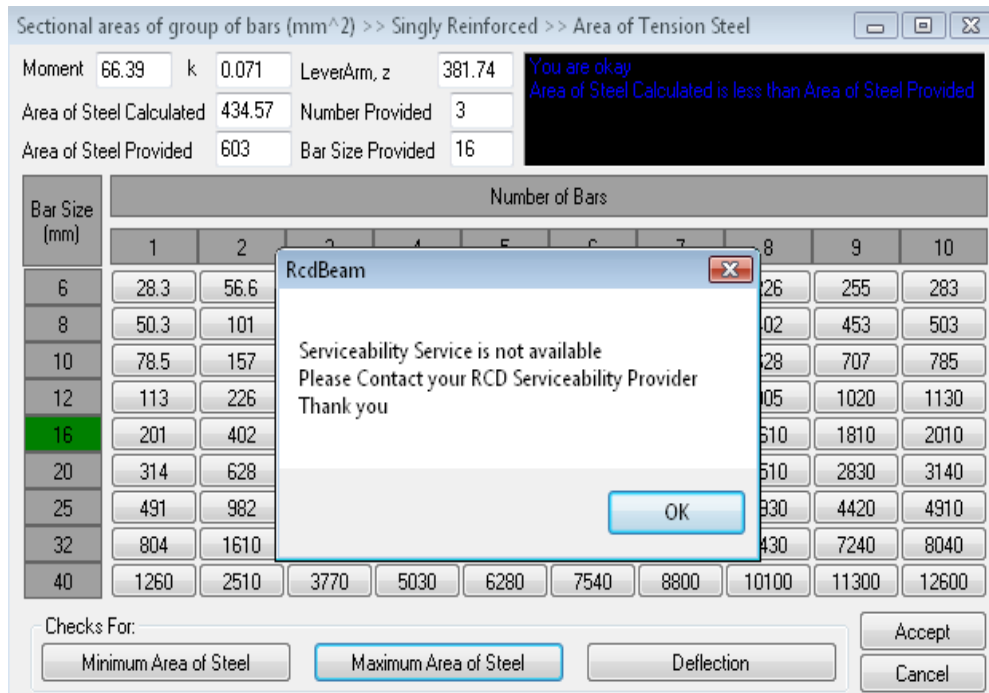 Sectional areas of group of bars (mm^2) >> Singly Reinforced >> Area of Tension Steel
Moment 66.39 k 0.071 LeverArm, z 381.74
You are okay
Area of Steel Calculated is less than Area of Steel Provided
Area of Steel Calculated 434.57 Number Provided 3
Area of Steel Provided 603 Bar Size Provided 16
Bar Size (mm) Number of Bars
1 2 8 9 10
RcdBeam
6 28.3 56.6 255 283
8 50.3 101 453 503
Serviceability Service is not available
10 78.5 157 707 785
Please Contact your RCD Serviceability Provider
12 113 226 1020 1130
Thank you
16 201 402 1810 2010
20 314 628 2830 3140
25 491 982 4420 4910
OK
32 804 1610 7240 8040
40 1260 2510 3770 5030 6280 7540 8800 10100 11300 12600
Checks For:
Minimum Area of Steel Maximum Area of Steel Deflection
Accept
Cancel